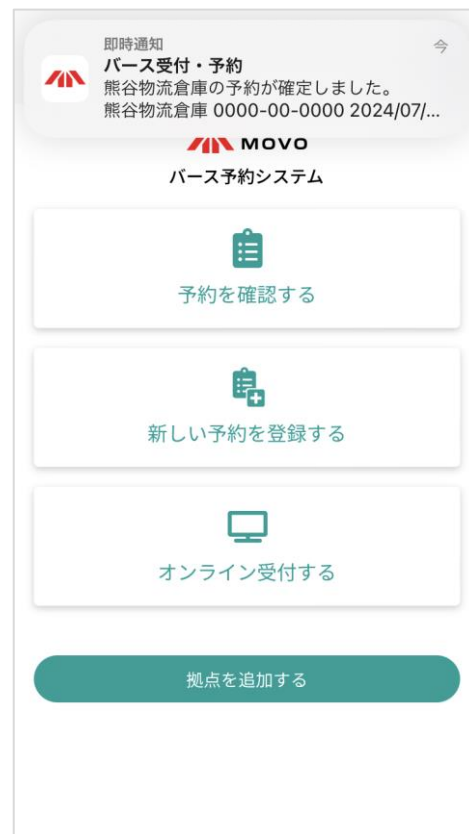 即時通知
今
バース受付・予約
熊谷物流倉庫の予約が確定しました。
熊谷物流倉庫 0000-00-0000 2024/07/...
MOVO
バース予約システム
予約を確認する
新しい予約を登録する
オンライン受付する
拠点を追加する